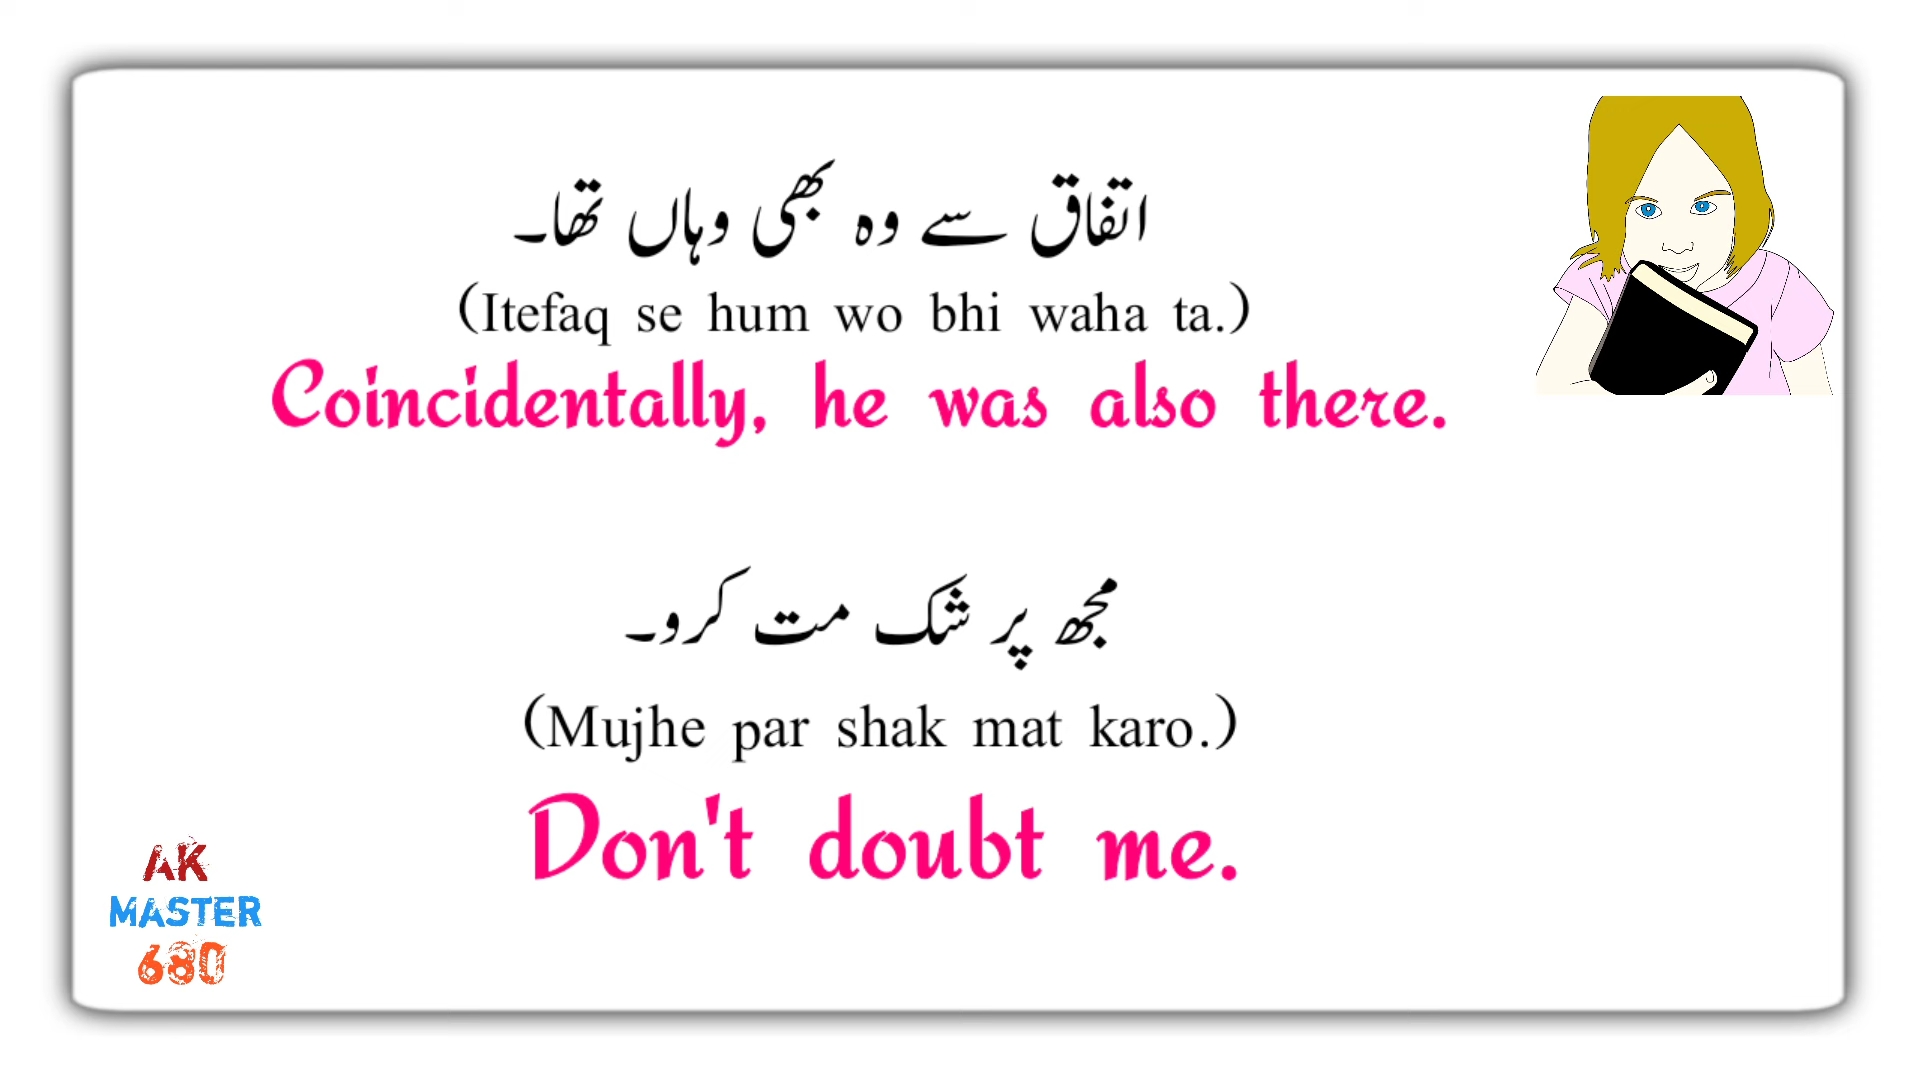 اتفاق سے وہ بھی وہاں تھا۔
(Itefaq se hum wo bhi waha ta.)
Coincidentally, he was also there.
مجھ پر شک مت کرو۔
(Mujhe par shak mat karo.)
Don't doubt me.
AK
MASTER
680